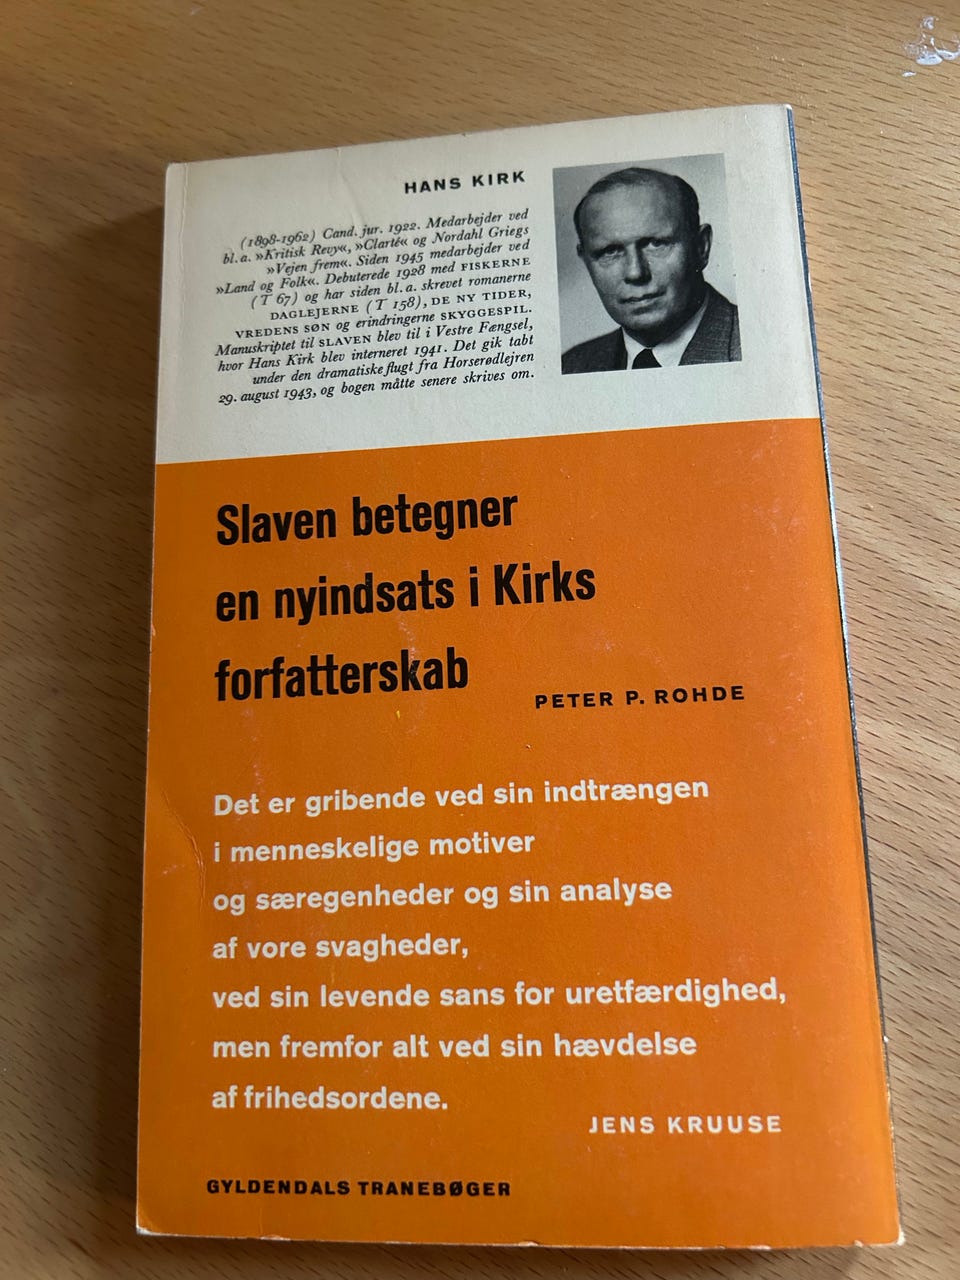 HANS KIRK
(1898-1962) Cand. jur. 1922. Medarbejder ved
bl. a. »Kritisk Revy«, »Clarté« og Nordahl Griegs
»Vejen frem«. Siden 1945 medarbejder ved
»Land og Folk«. Debuterede 1928 med FISKERNE
(T 67) og har siden bl. a. skrevet romanerne
DAGLEJERNE (T 158), DE NY TIDER,
VREDENS SØN og erindringerne SKYGGESPIL.
Manuskriptet til SLAVEN blev til i Vestre Fængsel,
hvor Hans Kirk blev interneret 1941. Det gik tabt
under den dramatiske flugt fra Horserødlejren
29. august 1943, og bogen måtte senere skrives om.
Slaven betegner
en nyindsats i Kirks
forfatterskab
PETER P. ROHDE
Det er gribende ved sin indtrængen
i menneskelige motiver
og særegenheder og sin analyse
af vore svagheder,
ved sin levende sans for uretfærdighed,
men fremfor alt ved sin hævdelse
af frihedsordene.
JENS KRUUSE
GYLDENDALS TRANEBØGER